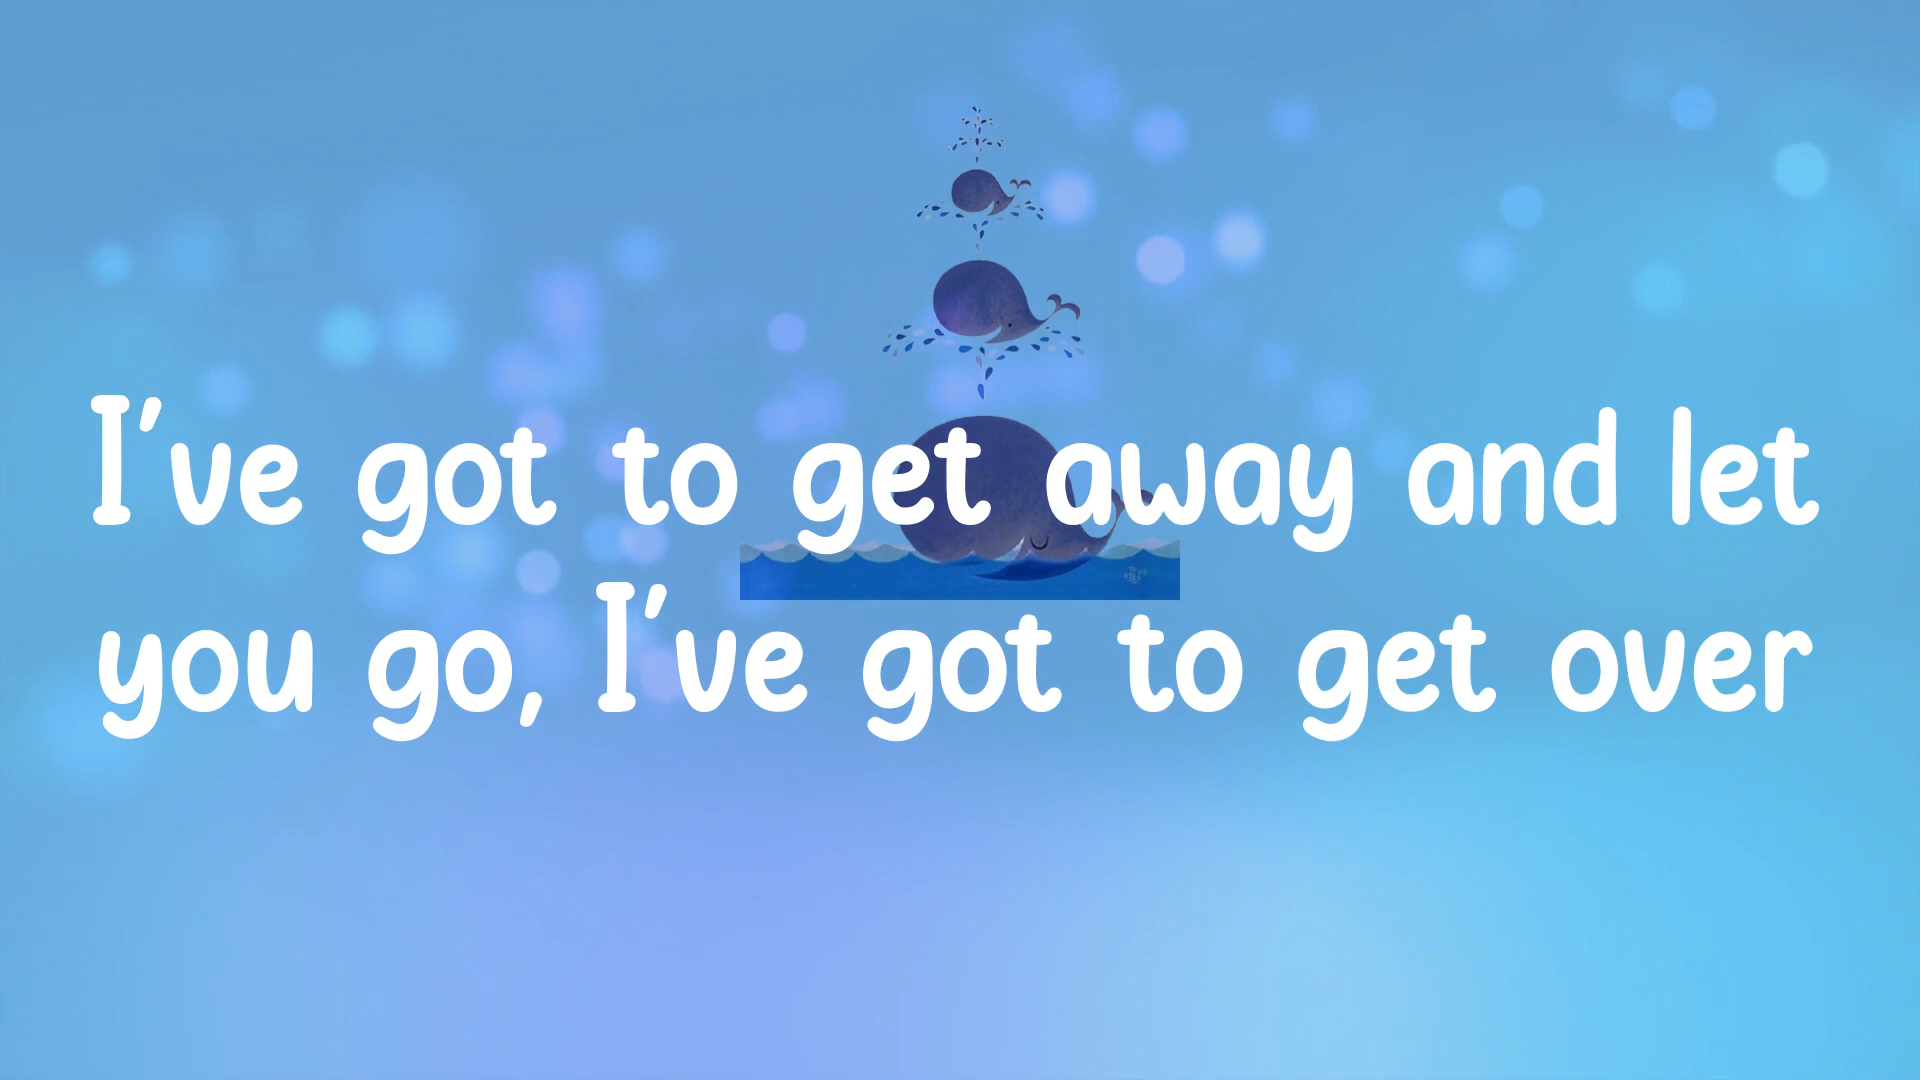 I've got to get away and let
you go, I've got to get over